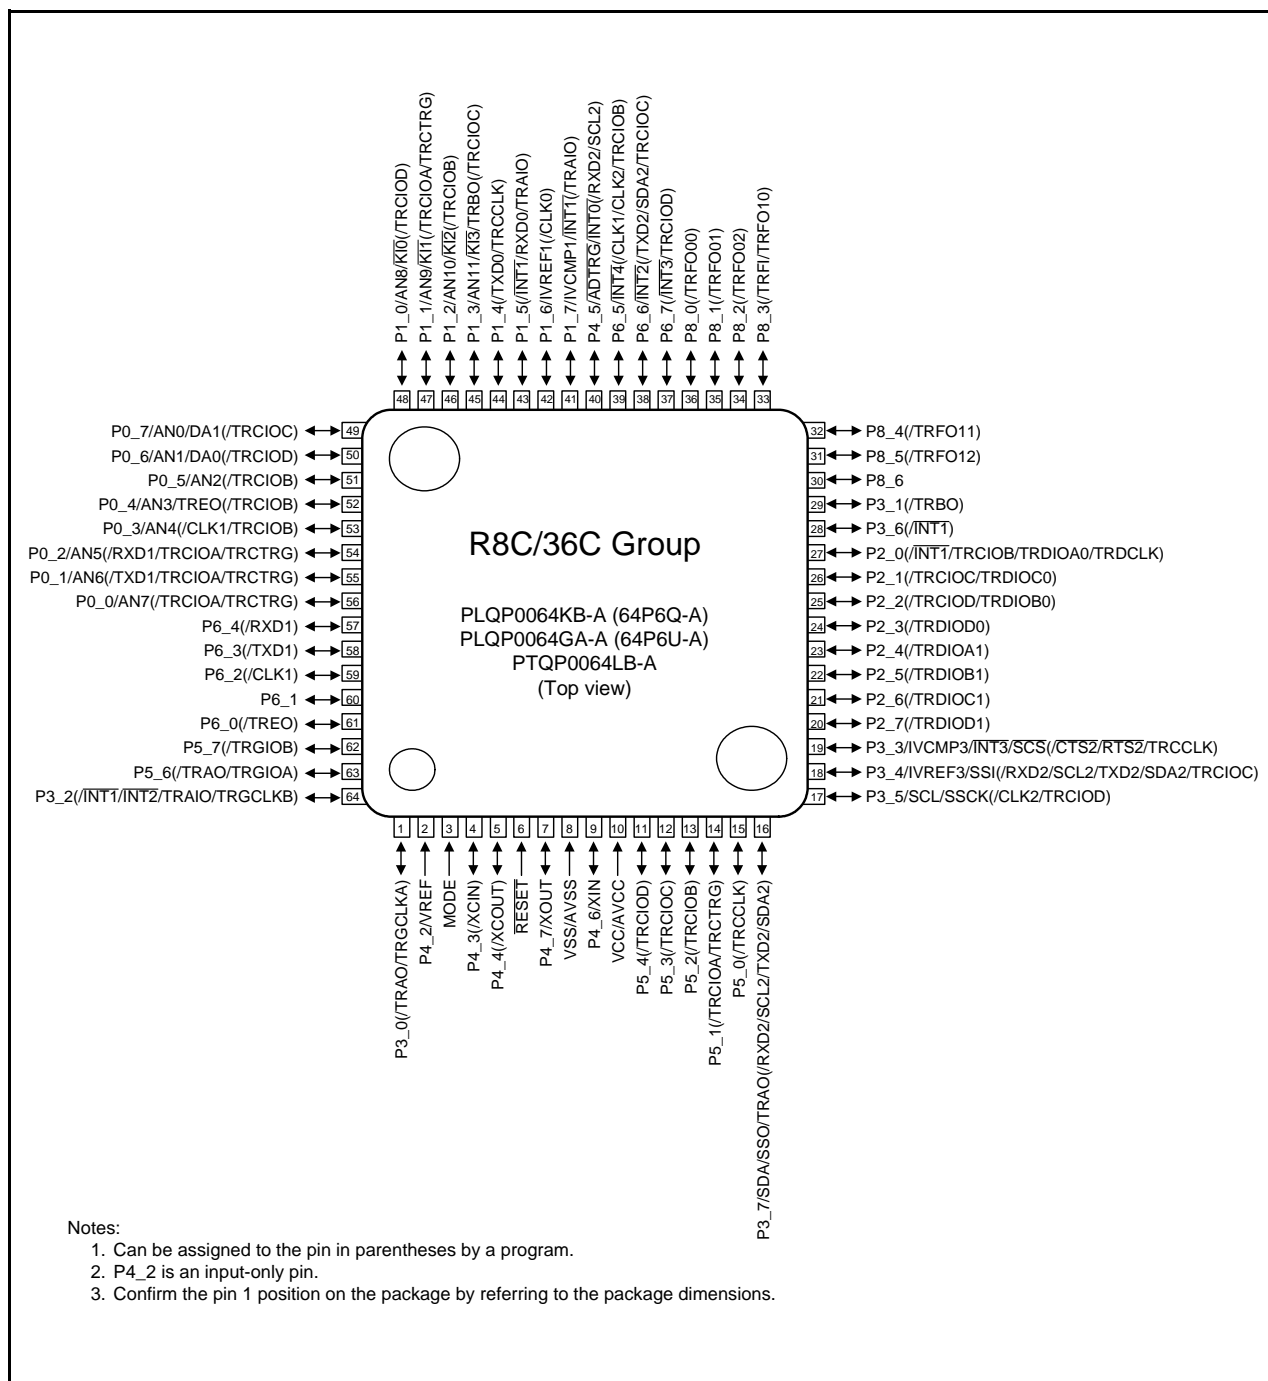 P1_0/AN8/KI0(/TRCIOD)
P1_1/AN9/KI1(/TRCIOA/TRCTRG)
P1_2/AN10/KI2(/TRCIOB)
P1_3/AN11/KI3/TRBO(/TRCIOC)
P1_4(/TXD0/TRCCLK)
P1_5(/INT1/RXD0/TRAIO)
P1_6/IVREF1(/CLK0)
P1_7/IVCMP1/INT1(/TRAIO)
P4_5/ADTRG/INT0(/RXD2/SCL2)
P6_5/INT4(/CLK1/CLK2/TRCIOB)
P6_6/INT2(/TXD2/SDA2/TRCIOC)
P6_7(/INT3/TRCIOD)
P8_0(/TRFO00)
P8_1(/TRFO01)
P8_2(/TRFO02)
P8_3(/TRFI/TRFO10)
48 47 46 45 44 43 42 41 40 39 38 37 36 35 34 33
P0_7/AN0/DA1(/TRCIOC) 49
P0_6/AN1/DA0(/TRCIOD) 50
P0_5/AN2(/TRCIOB) 51
P0_4/AN3/TREO(/TRCIOB) 52
P0_3/AN4(/CLK1/TRCIOB) 53
P0_2/AN5(/RXD1/TRCIOA/TRCTRG) 54
P0_1/AN6(/TXD1/TRCIOA/TRCTRG) 55
P0_0/AN7(/TRCIOA/TRCTRG) 56
P6_4(/RXD1) 57
P6_3(/TXD1) 58
P6_2(/CLK1) 59
P6_1 60
P6_0(/TREO) 61
P5_7(/TRGIOB) 62
P5_6(/TRAO/TRGIOA) 63
P3_2(/INT1/INT2/TRAIO/TRGCLKB) 64
R8C/36C Group
PLQP0064KB-A (64P6Q-A)
PLQP0064GA-A (64P6U-A)
PTQP0064LB-A
(Top view)
32 P8_4(/TRFO11)
31 P8_5(/TRFO12)
30 P8_6
29 P3_1(/TRBO)
28 P3_6(/INT1)
27 P2_0(/INT1/TRCIOB/TRDIOA0/TRDCLK)
26 P2_1(/TRCIOC/TRDIOC0)
25 P2_2(/TRCIOD/TRDIOB0)
24 P2_3(/TRDIOD0)
23 P2_4(/TRDIOA1)
22 P2_5(/TRDIOB1)
21 P2_6(/TRDIOC1)
20 P2_7(/TRDIOD1)
19 P3_3/IVCMP3/INT3/SCS(/CTS2/RTS2/TRCCLK)
18 P3_4/IVREF3/SSI(/RXD2/SCL2/TXD2/SDA2/TRCIOC)
17 P3_5/SCL/SSCK(/CLK2/TRCIOD)
1 2 3 4 5 6 7 8 9 10 11 12 13 14 15 16
P3_0(/TRAO/TRGCLKA)
P4_2/VREF
MODE
P4_3(/XCIN)
P4_4(/XCOUT)
RESET
P4_7/XOUT
VSS/AVSS
P4_6/XIN
VCC/AVCC
P5_4(/TRCIOD)
P5_3(/TRCIOC)
P5_2(/TRCIOB)
P5_1(/TRCIOA/TRCTRG)
P5_0(/TRCCLK)
P3_7/SDA/SSO/TRAO(/RXD2/SCL2/TXD2/SDA2)
Notes:
1. Can be assigned to the pin in parentheses by a program.
2. P4_2 is an input-only pin.
3. Confirm the pin 1 position on the package by referring to the package dimensions.